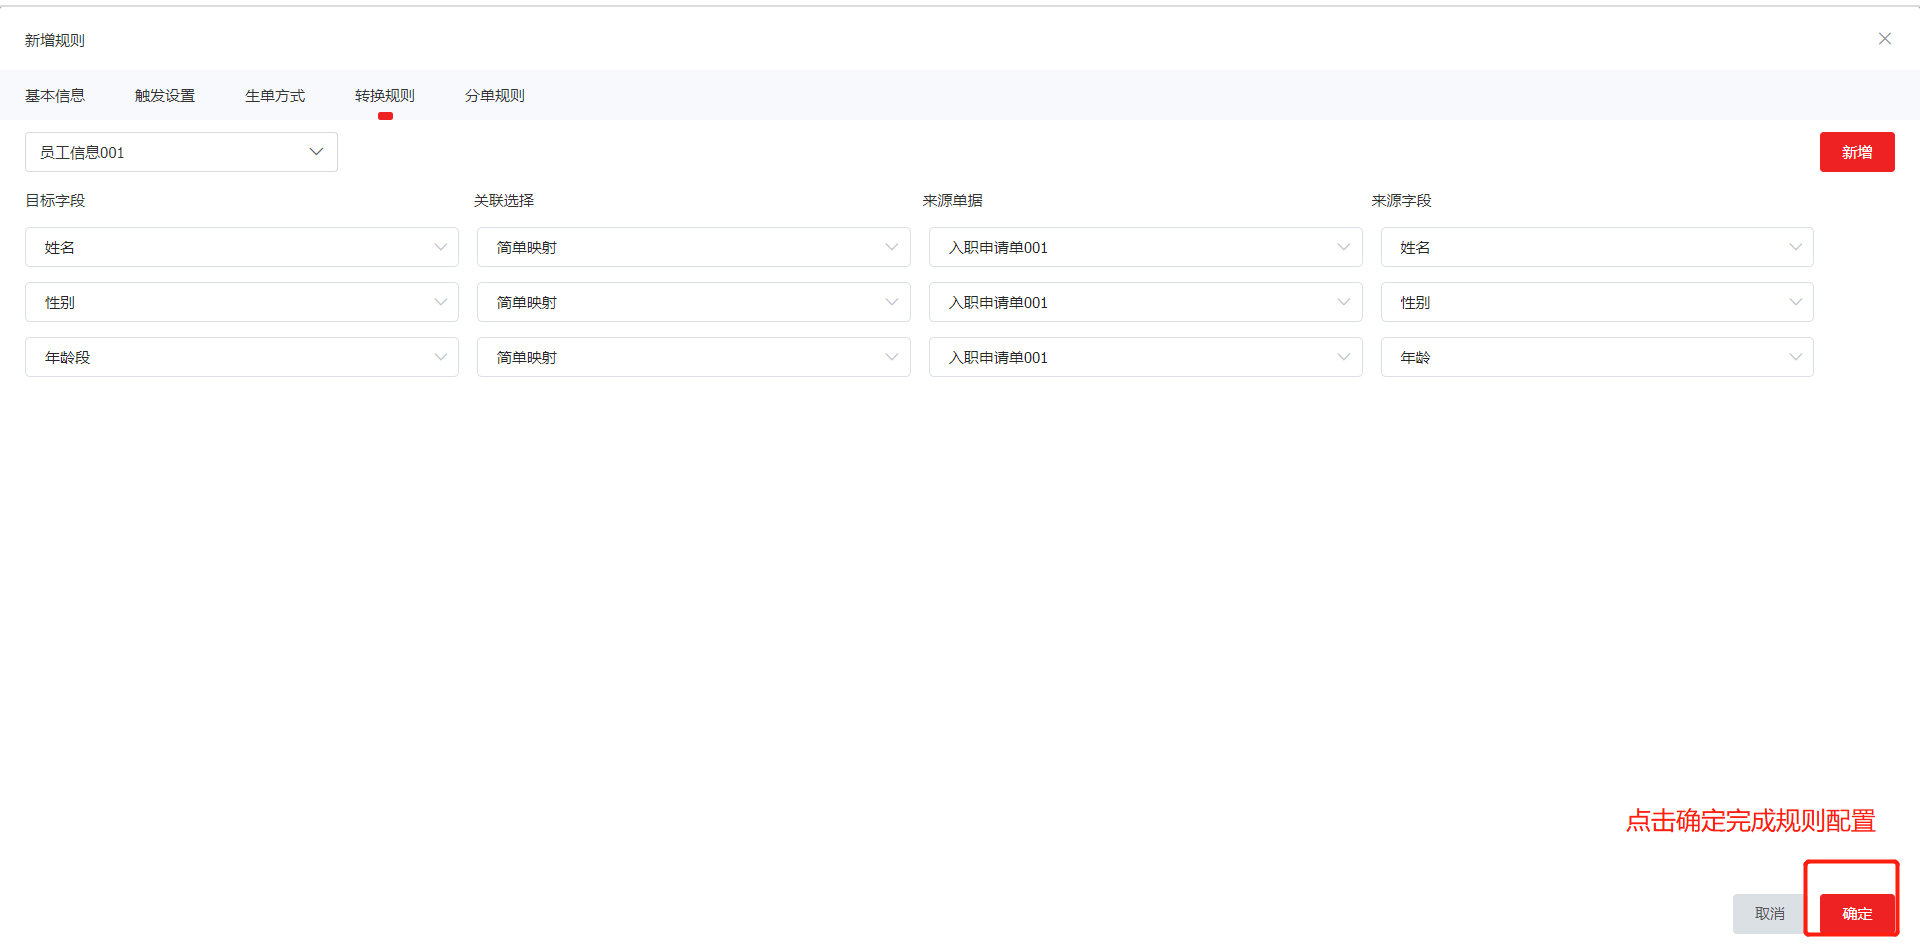 新增规则
基本信息 触发设置 生单方式 转换规则 分单规则
员工信息001 新增
目标字段 关联选择 来源单据 来源字段
姓名 简单映射 入职申请单001 姓名
性别 简单映射 入职申请单001 性别
年龄段 简单映射 入职申请单001 年龄
点击确定完成规则配置
取消 确定